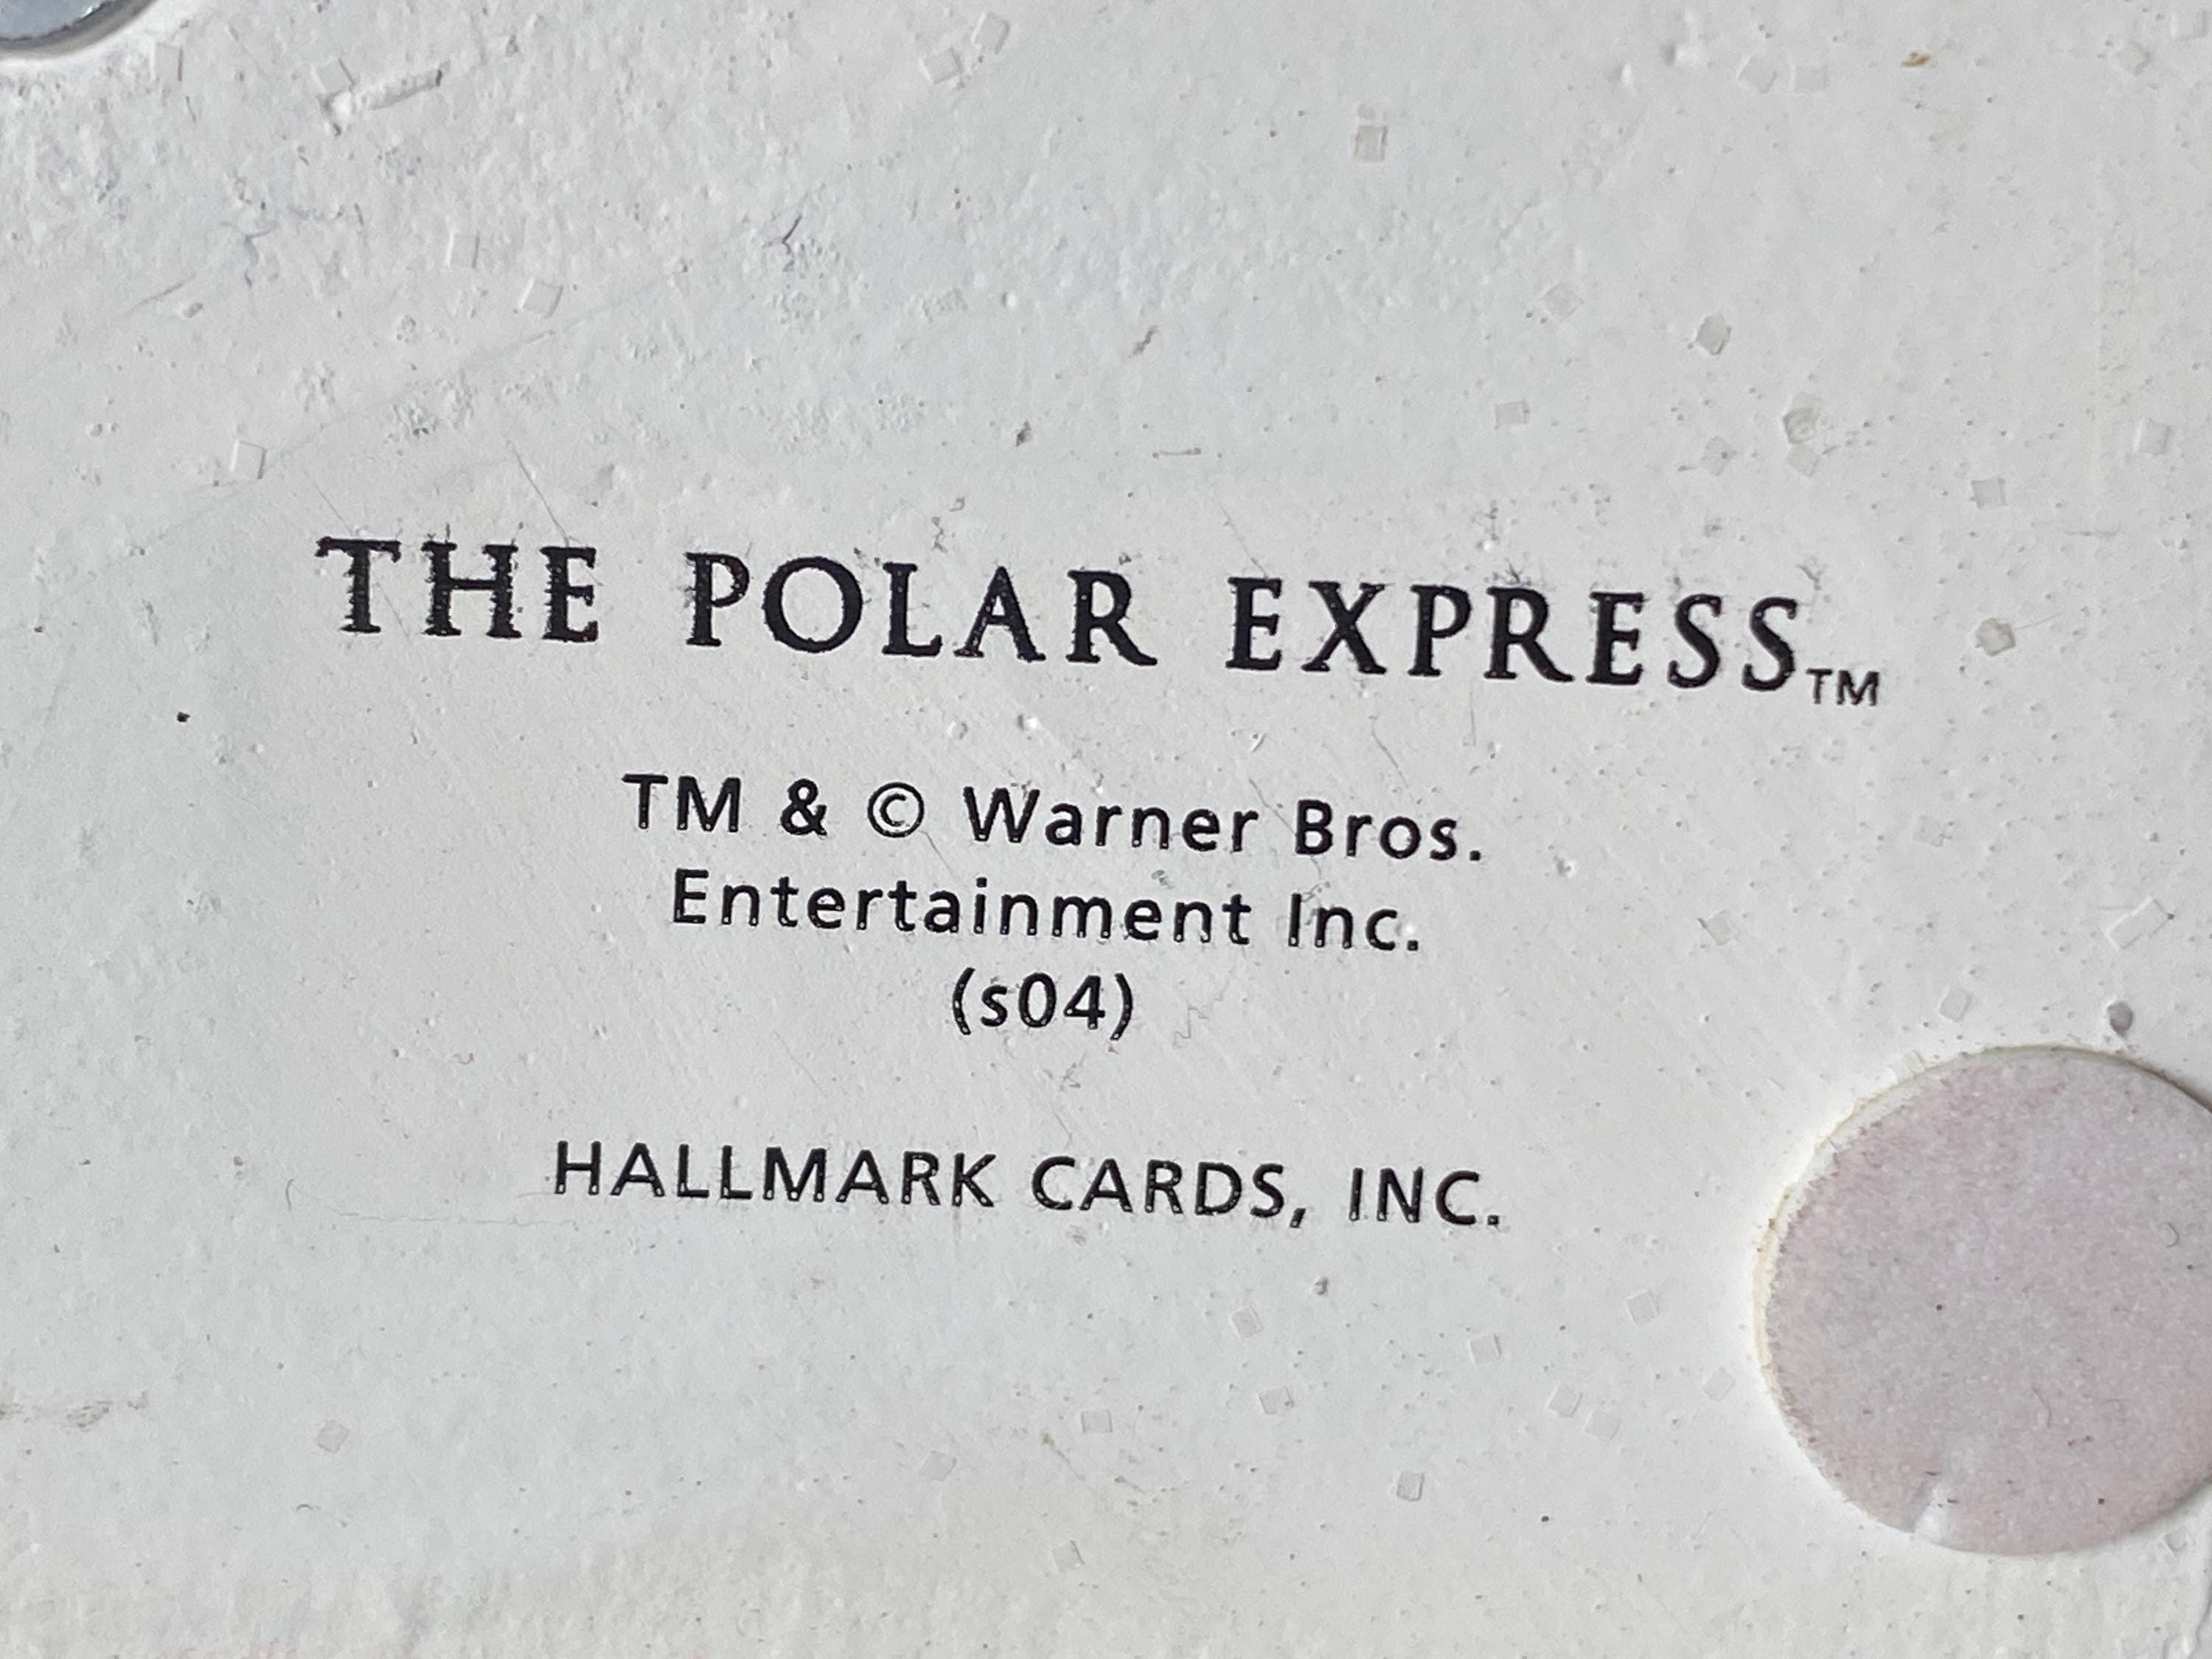 THE POLAR EXPRESS™
TM & © Warner Bros.
Entertainment Inc.
(s04)
HALLMARK CARDS, INC.